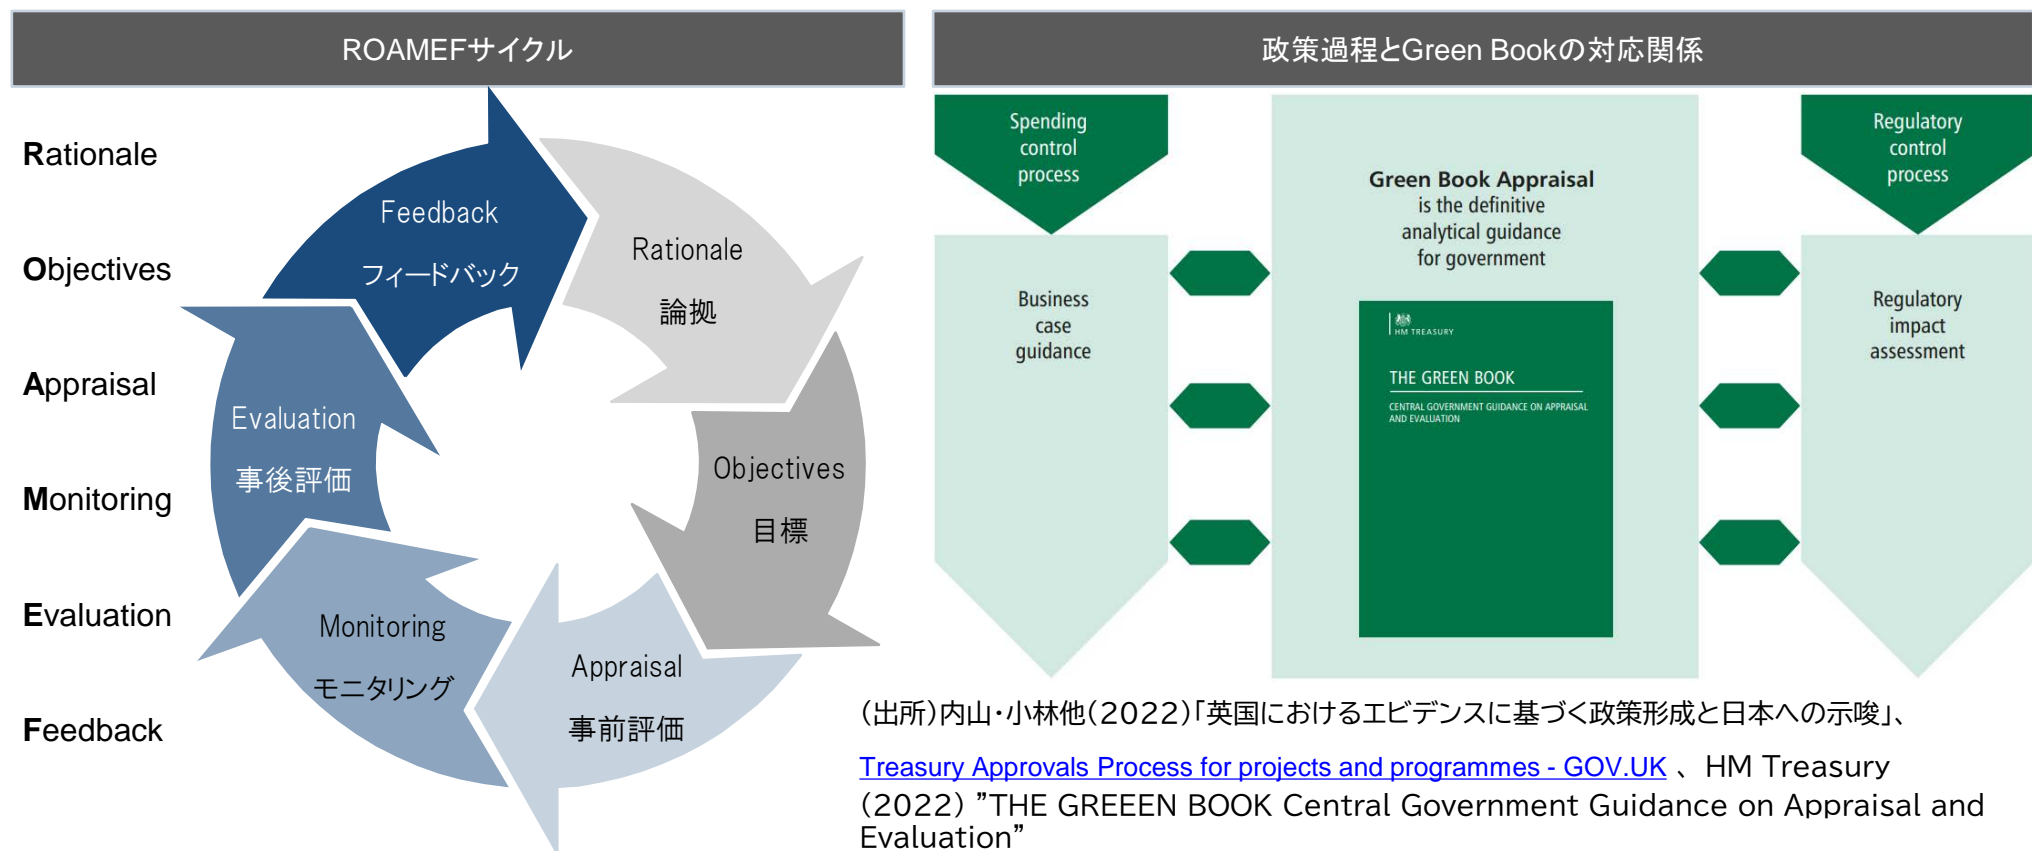 ROAMEFサイクル
Rationale
Objectives
Appraisal
Monitoring
Evaluation
Feedback
Feedback
フィードバック
Rationale
論拠
Objectives
目標
Appraisal
事前評価
Monitoring
モニタリング
Evaluation
事後評価
政策過程とGreen Bookの対応関係
Spending
control
process
Business
case
guidance
Green Book Appraisal
is the definitive
analytical guidance
for government
HM TREASURY
THE GREEN BOOK
CENTRAL GOVERNMENT GUIDANCE ON APPRAISAL
AND EVALUATION
Regulatory
control
process
Regulatory
impact
assessment
(出所)内山・小林他(2022)「英国におけるエビデンスに基づく政策形成と日本への示唆」、
Treasury Approvals Process for projects and programmes - GOV.UK 、 HM Treasury
(2022) ”THE GREEEN BOOK Central Government Guidance on Appraisal and
Evaluation”